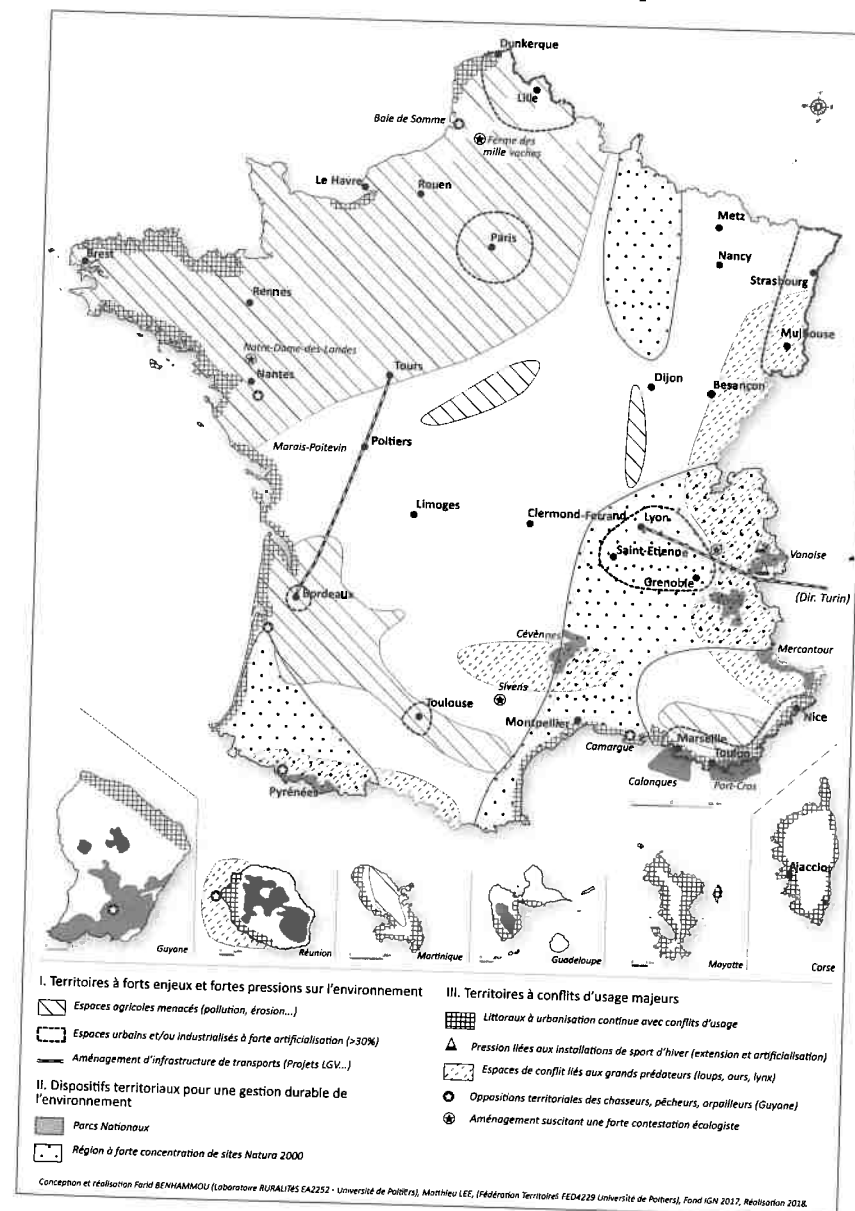 Dunkerque
Lille
Baie de Somme
Ferme des
mille vaches
Le Havre
Rouen
Metz
Paris
Nancy
Brest
Strasbourg
Rennes
Mulhouse
Notre-Dame-des-Landes
Tours
Nantes
Dijon
Besançon
Marais-Poitevin
Poitiers
Limoges
Clermond-Ferrand
Lyon
Saint-Etienne
Vanoise
Grenoble
(Dir. Turin)
Bordeaux
Cévènnes
Mercantour
Sivens
Toulouse
Nice
Montpellier
Marseille
Camargue
Toulon
Calanques
Port-Cros
Pyrénées
Ajaccio
Guyane
Réunion
Martinique
Guadeloupe
Mayotte
Corse
I. Territoires à forts enjeux et fortes pressions sur l'environnement
Espaces agricoles menacés (pollution, érosion...)
Espaces urbains et/ou industrialisés à forte artificialisation (>30%)
Aménagement d'infrastructure de transports (Projets LGV...)
II. Dispositifs territoriaux pour une gestion durable de
l'environnement
Parcs Nationaux
Région à forte concentration de sites Natura 2000
III. Territoires à conflits d'usage majeurs
Littoraux à urbanisation continue avec conflits d'usage
Pression liées aux installations de sport d'hiver (extension et artificialisation)
Espaces de conflit liés aux grands prédateurs (loups, ours, lynx)
Oppositions territoriales des chasseurs, pêcheurs, orpailleurs (Guyane)
Aménagement suscitant une forte contestation écologiste
Conception et réalisation Farid BENHAMMOU (Laboratoire RURALITÉS EA2252 - Université de Poitiers), Matthieu LEE, (Fédération Territoires FED4229 Université de Poitiers), Fond IGN 2017, Réalisation 2018.